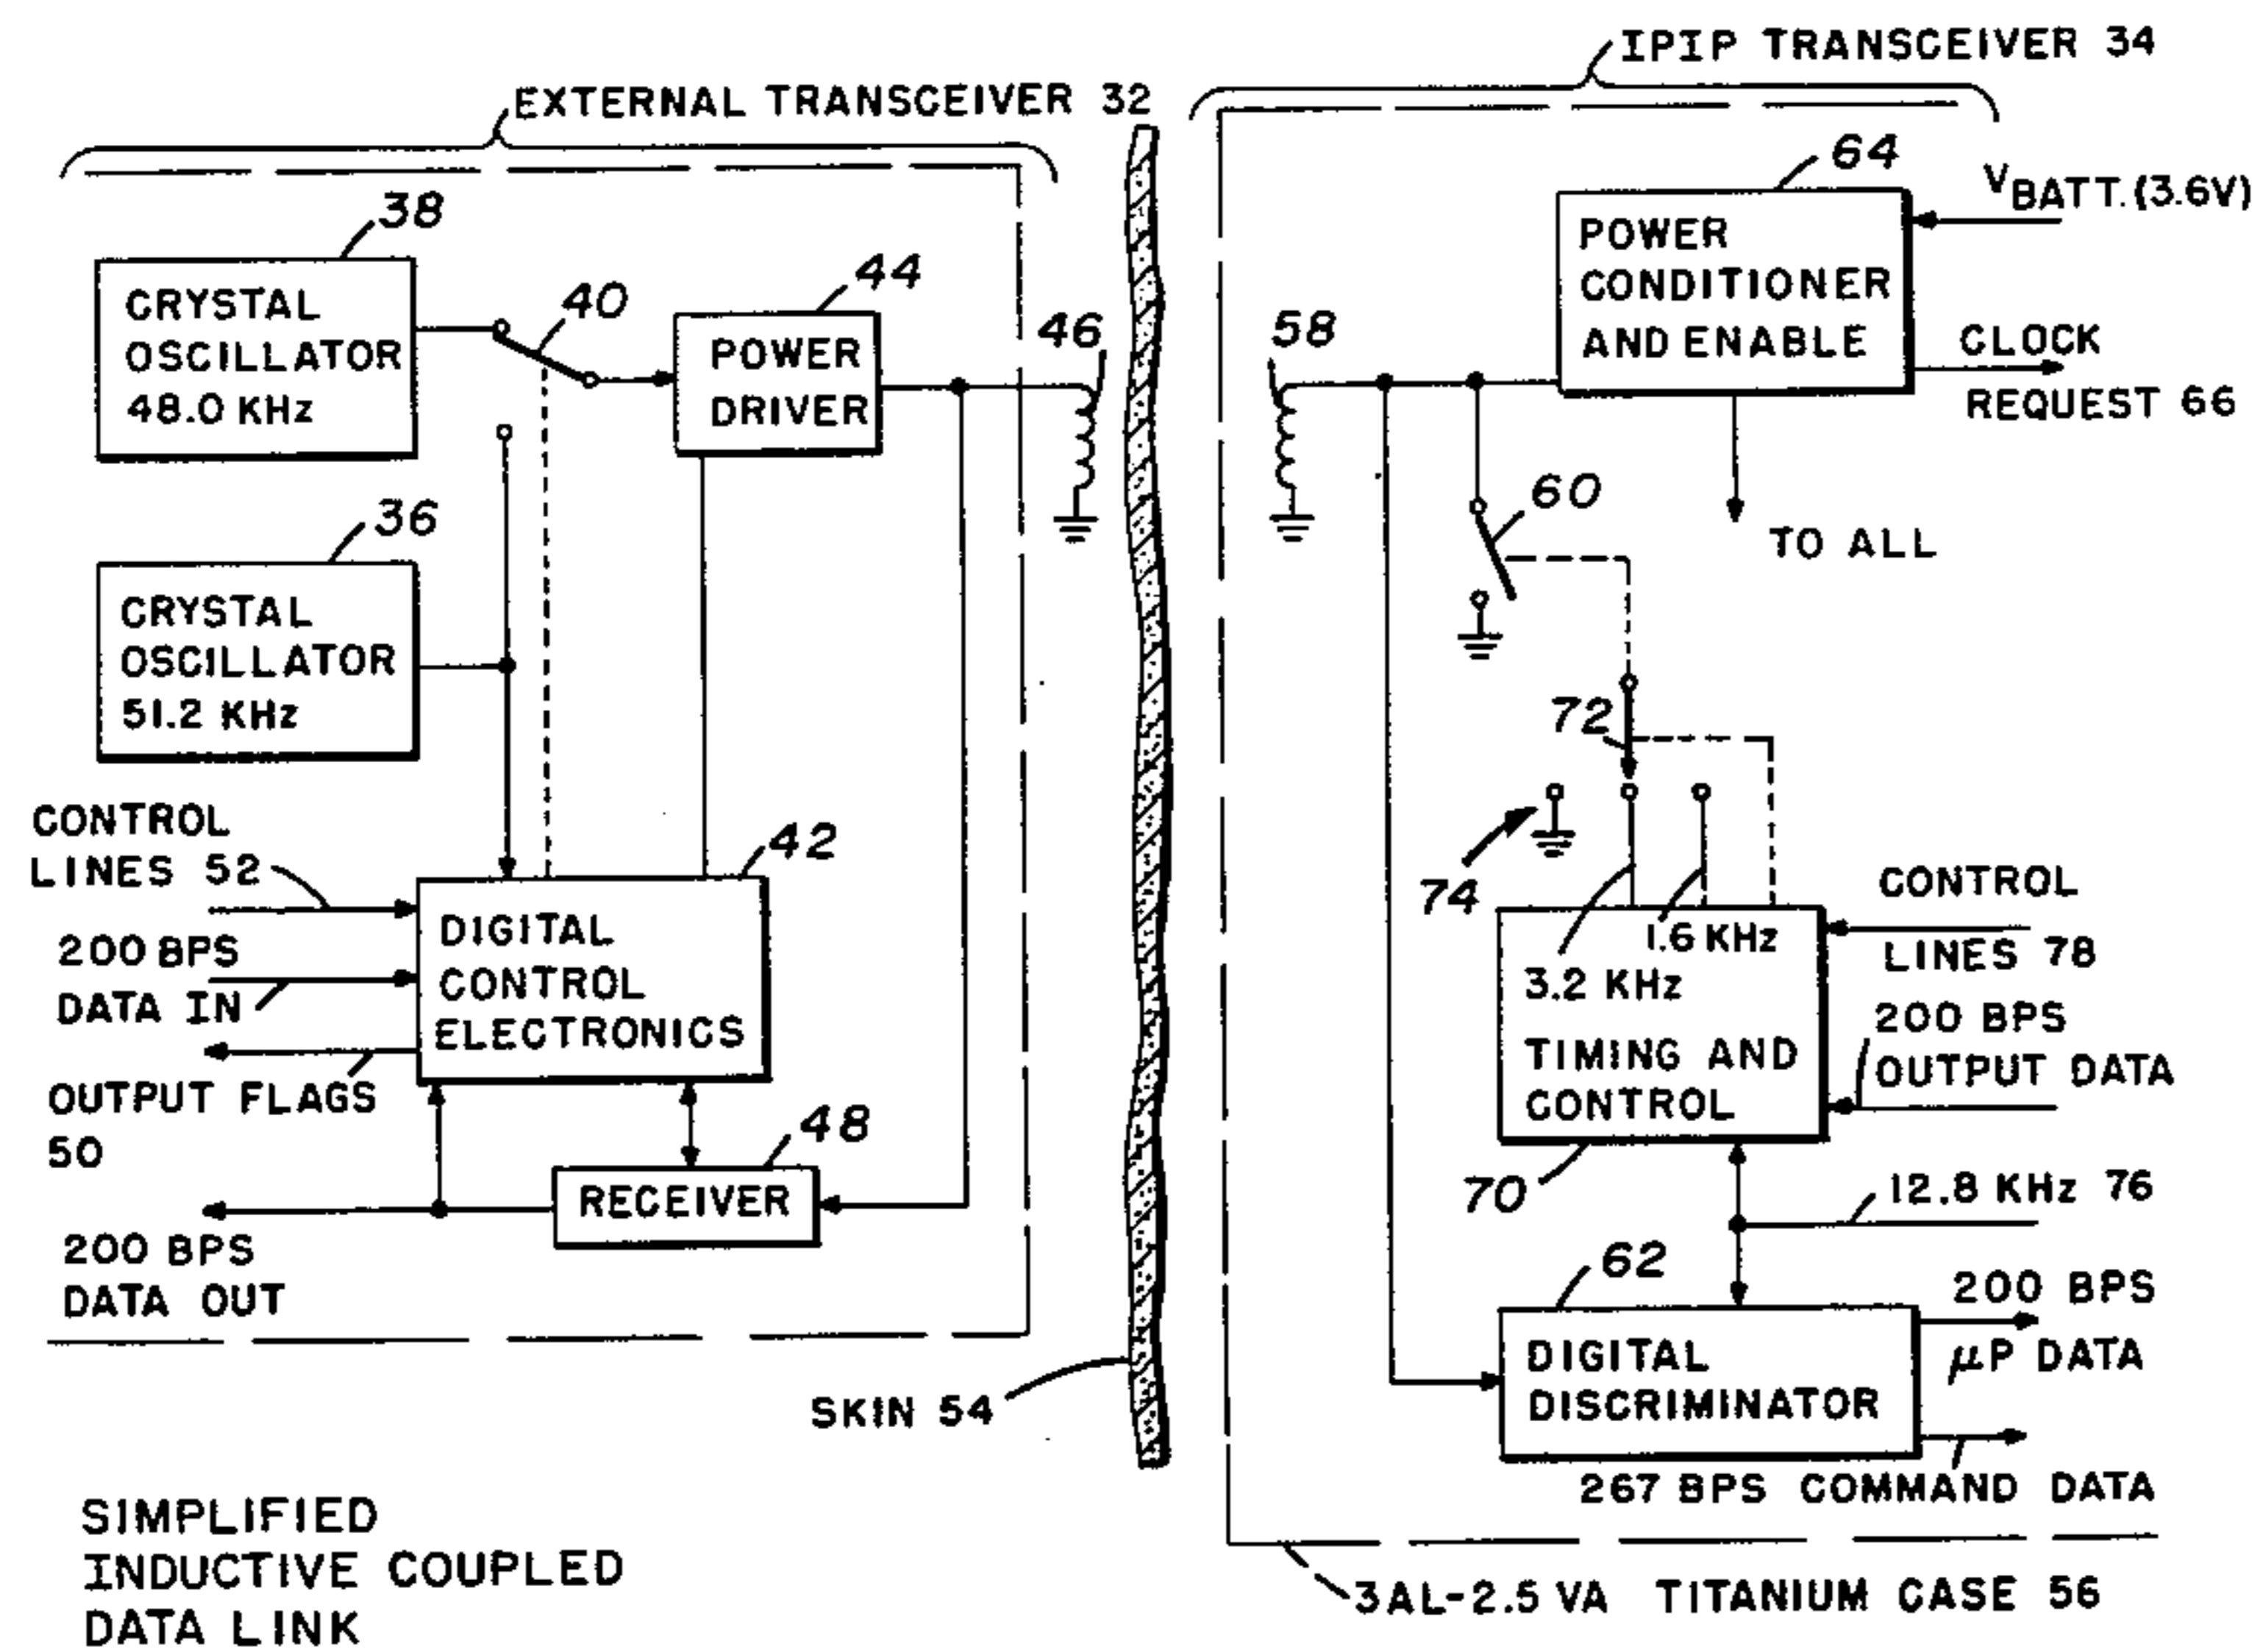 IPIP TRANSCEIVER 34
EXTERNAL TRANSCEIVER 32
38
CRYSTAL
OSCILLATOR
48.0 KHz
40
44
POWER
DRIVER
46
36
CRYSTAL
OSCILLATOR
51.2 KHz
CONTROL
LINES 52
200 BPS
DATA IN
OUTPUT FLAGS
50
42
DIGITAL
CONTROL
ELECTRONICS
48
RECEIVER
200 BPS
DATA OUT
SKIN 54
58
64
POWER
CONDITIONER
AND ENABLE
VBATT. (3.6V)
CLOCK
REQUEST 66
TO ALL
60
72
74
3.2 KHz
1.6 KHz
TIMING AND
CONTROL
70
CONTROL
LINES 78
200 BPS
OUTPUT DATA
12.8 KHz 76
62
DIGITAL
DISCRIMINATOR
200 BPS
µP DATA
267 BPS COMMAND DATA
3AL-2.5 VA TITANIUM CASE 56
SIMPLIFIED
INDUCTIVE COUPLED
DATA LINK